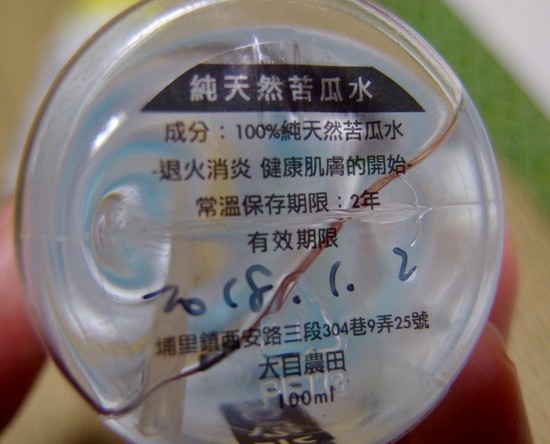 純天然苦瓜水
成分：100%純天然苦瓜水
-退火消炎 健康肌膚的開始-
常溫保存期限：2年
有效期限
2018.1.2
埔里鎮西安路三段304巷9弄25號
大目農田
100ml